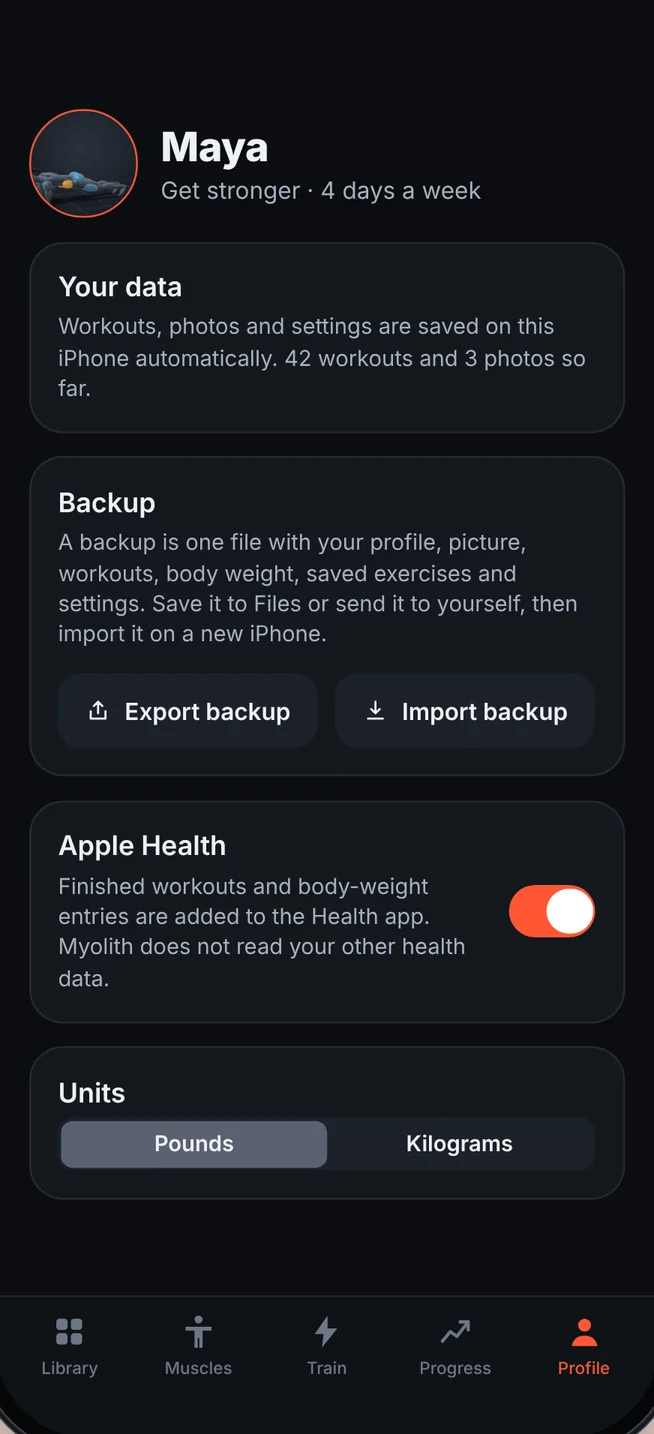 Maya
Get stronger · 4 days a week
Your data
Workouts, photos and settings are saved on this
iPhone automatically. 42 workouts and 3 photos so
far.
Backup
A backup is one file with your profile, picture,
workouts, body weight, saved exercises and
settings. Save it to Files or send it to yourself, then
import it on a new iPhone.
Export backup
Import backup
Apple Health
Finished workouts and body-weight
entries are added to the Health app.
Myolith does not read your other health
data.
Units
Pounds
Kilograms
Library
Muscles
Train
Progress
Profile